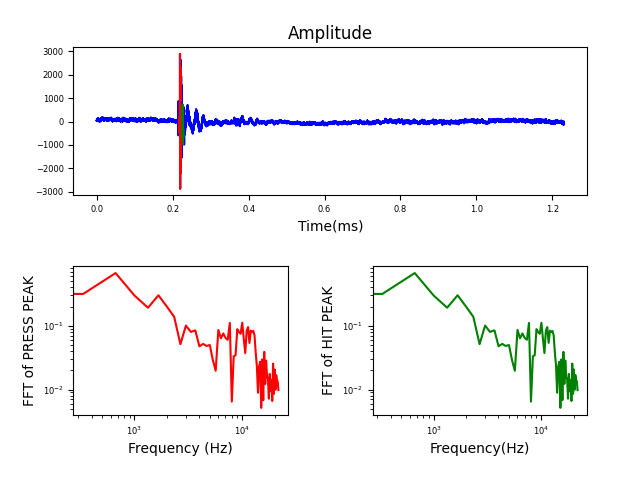 Amplitude
3000
2000
1000
0
−1000
−2000
−3000
0.0 0.2 0.4 0.6 0.8 1.0 1.2
Time(ms)
FFT of PRESS PEAK
10⁻¹
10⁻²
10³ 10⁴
Frequency (Hz)
FFT of HIT PEAK
10⁻¹
10⁻²
10³ 10⁴
Frequency(Hz)